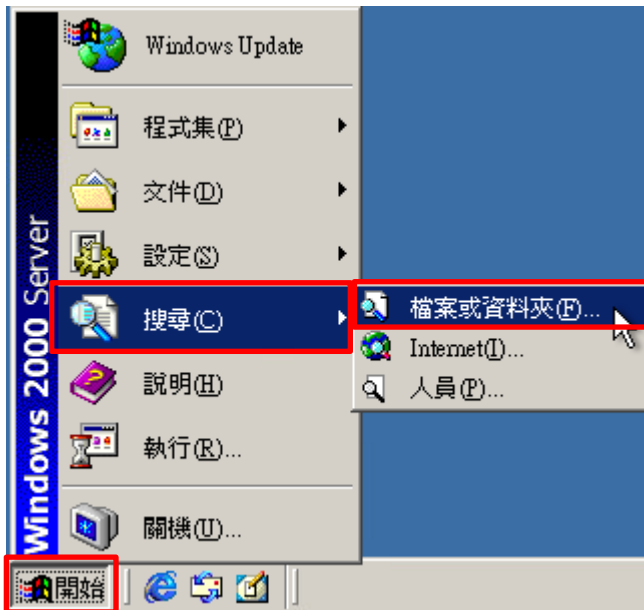 Windows 2000 Server
Windows Update
程式集(P)
文件(D)
設定(S)
搜尋(C)
說明(H)
執行(R)...
關機(U)...
檔案或資料夾(F)...
Internet(I)...
人員(P)...
開始